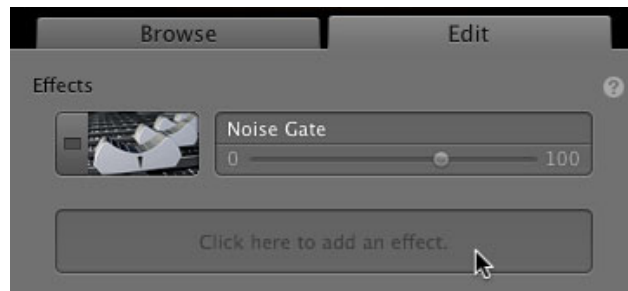 Browse Edit
Effects ?
Noise Gate
0 100
Click here to add an effect.